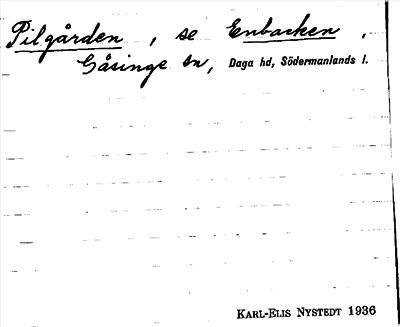 Pilgården, se Enbacken,
Gåsinge sn, Daga hd, Södermanlands l.
KARL-ELIS NYSTEDT 1936